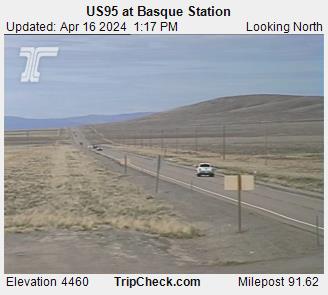 US95 at Basque Station
Updated: Apr 16 2024 1:17 PM Looking North
Elevation 4460 TripCheck.com Milepost 91.62